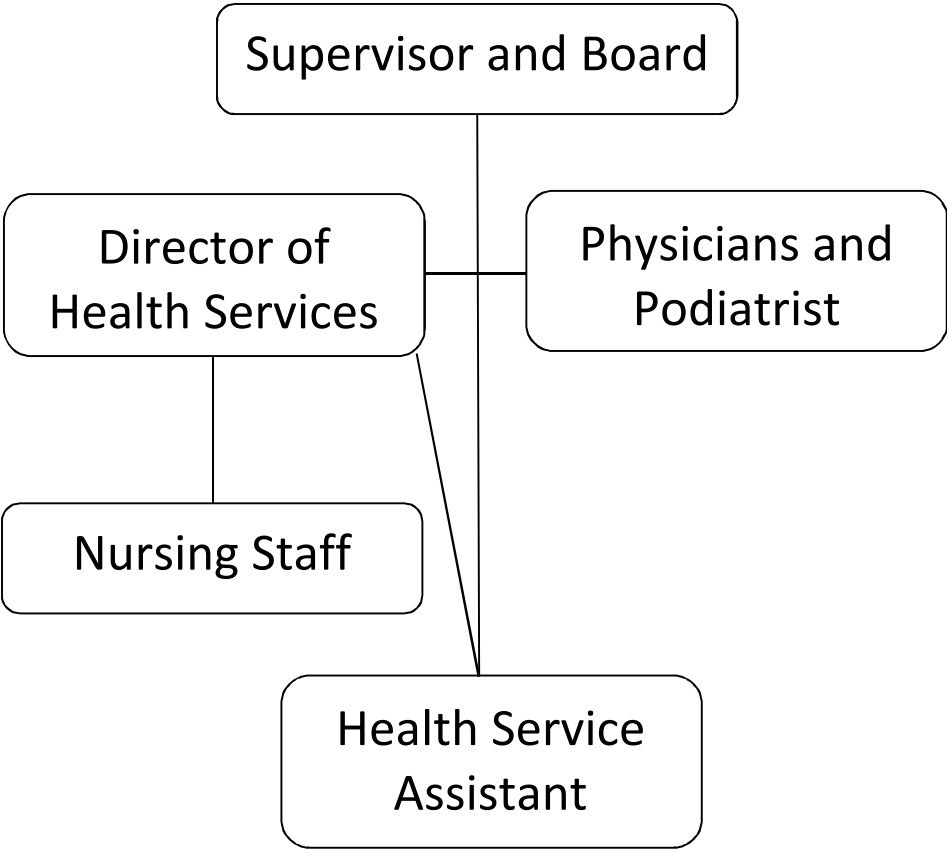 Supervisor and Board
Director of
Health Services
Physicians and
Podiatrist
Nursing Staff
Health Service
Assistant